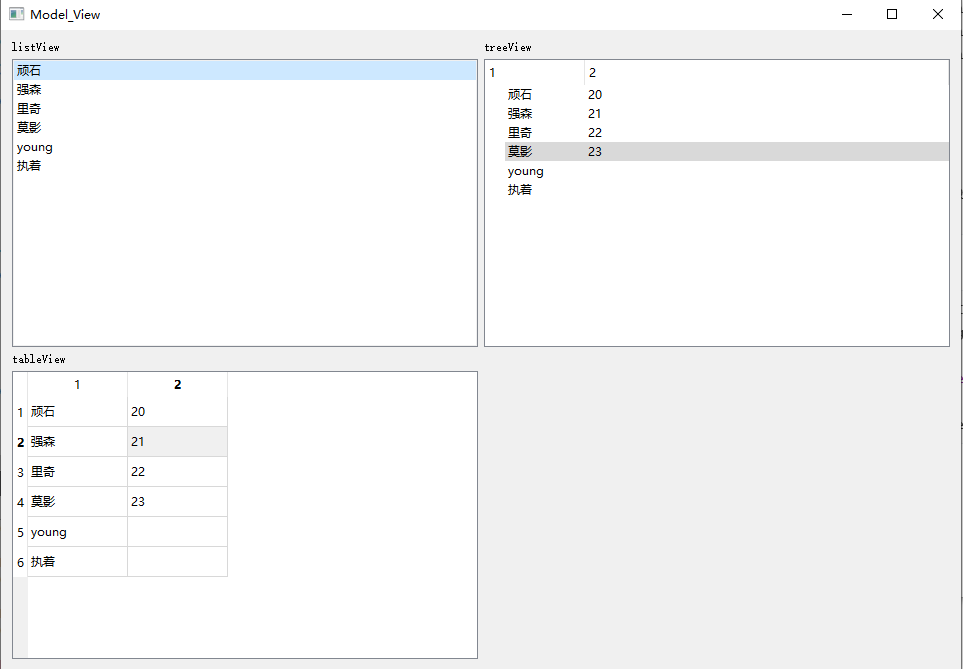 Model_View
listView
顽石
强森
里奇
莫影
young
执着
treeView
1 2
顽石 20
强森 21
里奇 22
莫影 23
young
执着
tableView
1 2
1 顽石 20
2 强森 21
3 里奇 22
4 莫影 23
5 young
6 执着